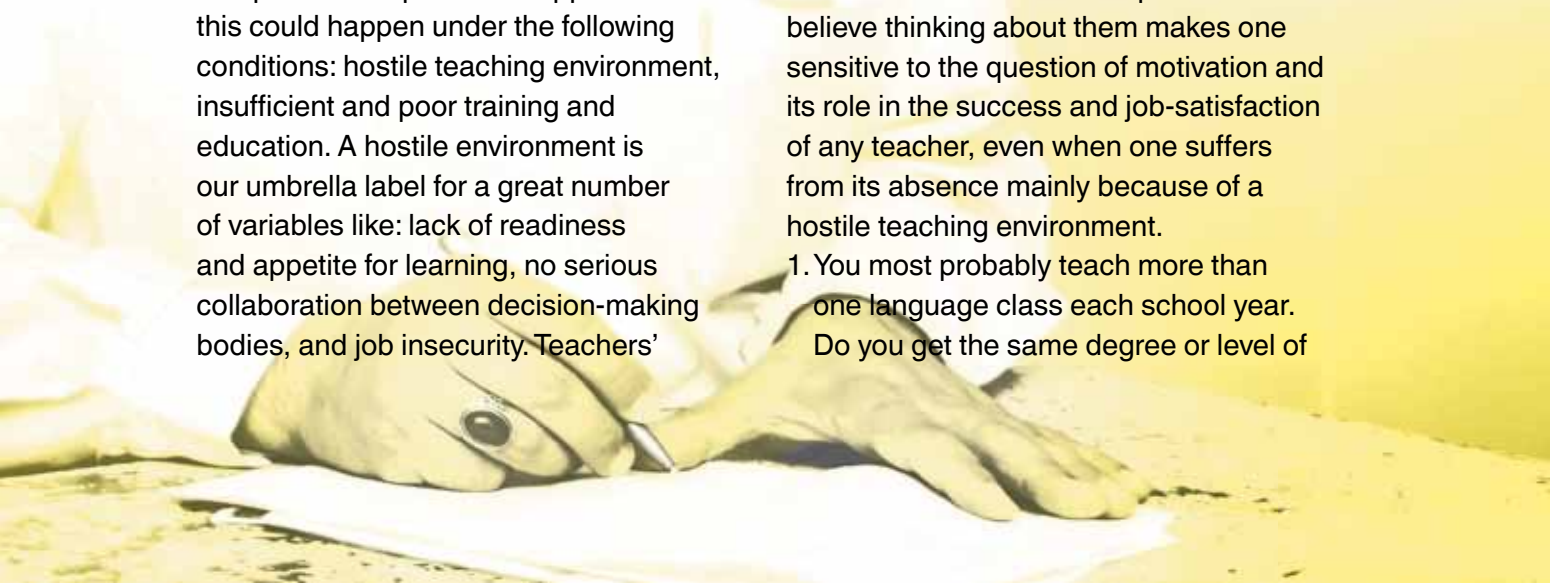 this could happen under the following
conditions: hostile teaching environment,
insufficient and poor training and
education. A hostile environment is
our umbrella label for a great number
of variables like: lack of readiness
and appetite for learning, no serious
collaboration between decision-making
bodies, and job insecurity. Teachers’
believe thinking about them makes one
sensitive to the question of motivation and
its role in the success and job-satisfaction
of any teacher, even when one suffers
from its absence mainly because of a
hostile teaching environment.
1. You most probably teach more than
one language class each school year.
Do you get the same degree or level of